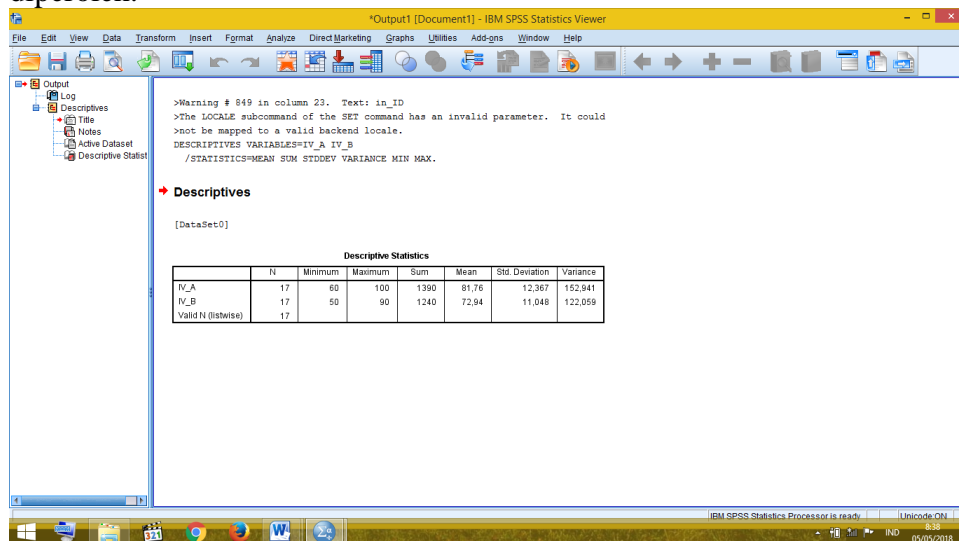 diperoleh.
*Output1 [Document1] - IBM SPSS Statistics Viewer
File Edit View Data Transform Insert Format Analyze Direct Marketing Graphs Utilities Add-ons Window Help
Output
Log
Descriptives
Title
Notes
Active Dataset
Descriptive Statist
>Warning # 849 in column 23. Text: in_ID
>The LOCALE subcommand of the SET command has an invalid parameter. It could
>not be mapped to a valid backend locale.
DESCRIPTIVES VARIABLES=IV_A IV_B
/STATISTICS=MEAN SUM STDDEV VARIANCE MIN MAX.
Descriptives
[DataSet0]
Descriptive Statistics
N Minimum Maximum Sum Mean Std. Deviation Variance
IV_A 17 60 100 1390 81,76 12,367 152,941
IV_B 17 50 90 1240 72,94 11,048 122,059
Valid N (listwise) 17
IBM SPSS Statistics Processor is ready Unicode:ON
321
W
Σα
IND
8:38
05/05/2018